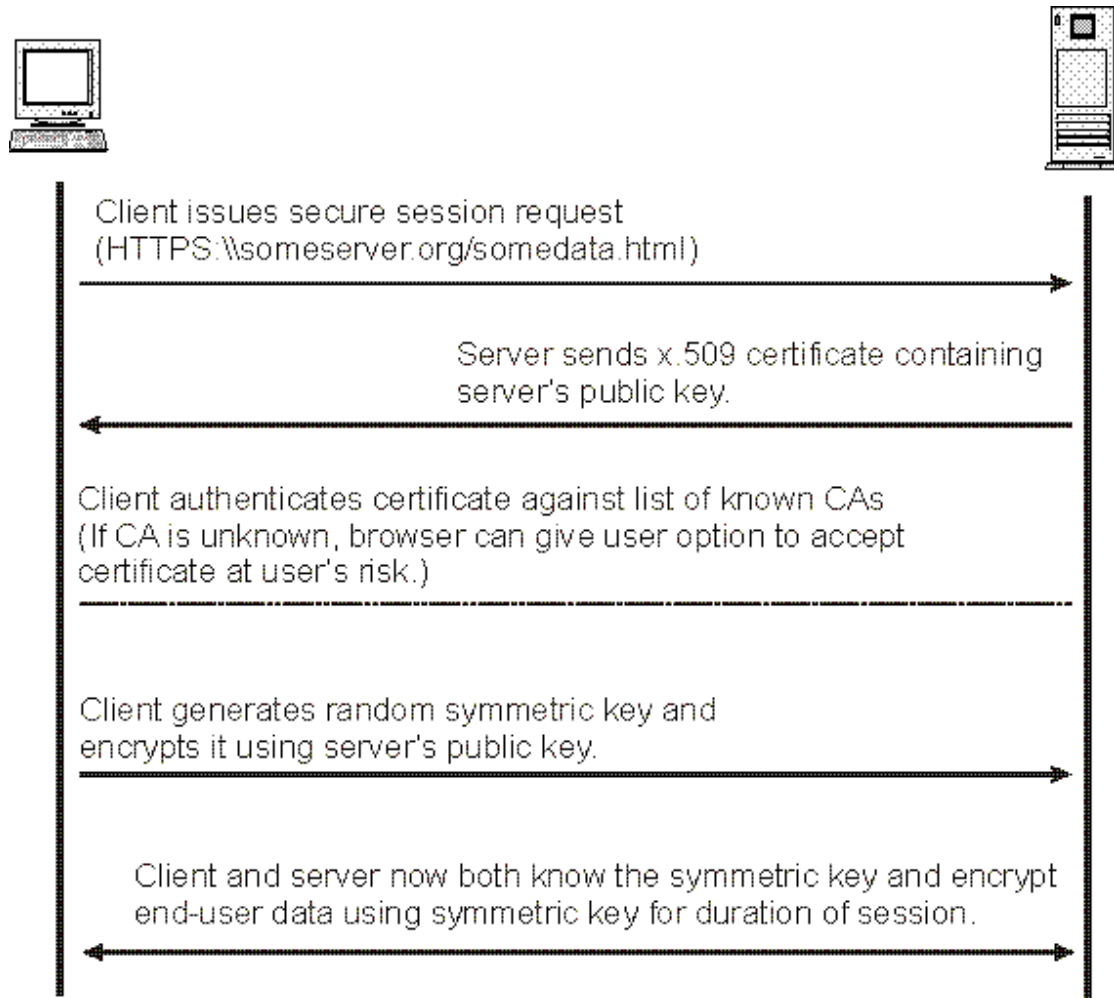 Client issues secure session request
(HTTPS:\\someserver.org/somedata.html)
Server sends x.509 certificate containing
server's public key.
Client authenticates certificate against list of known CAs
(If CA is unknown, browser can give user option to accept
certificate at user's risk.)
Client generates random symmetric key and
encrypts it using server's public key.
Client and server now both know the symmetric key and encrypt
end-user data using symmetric key for duration of session.